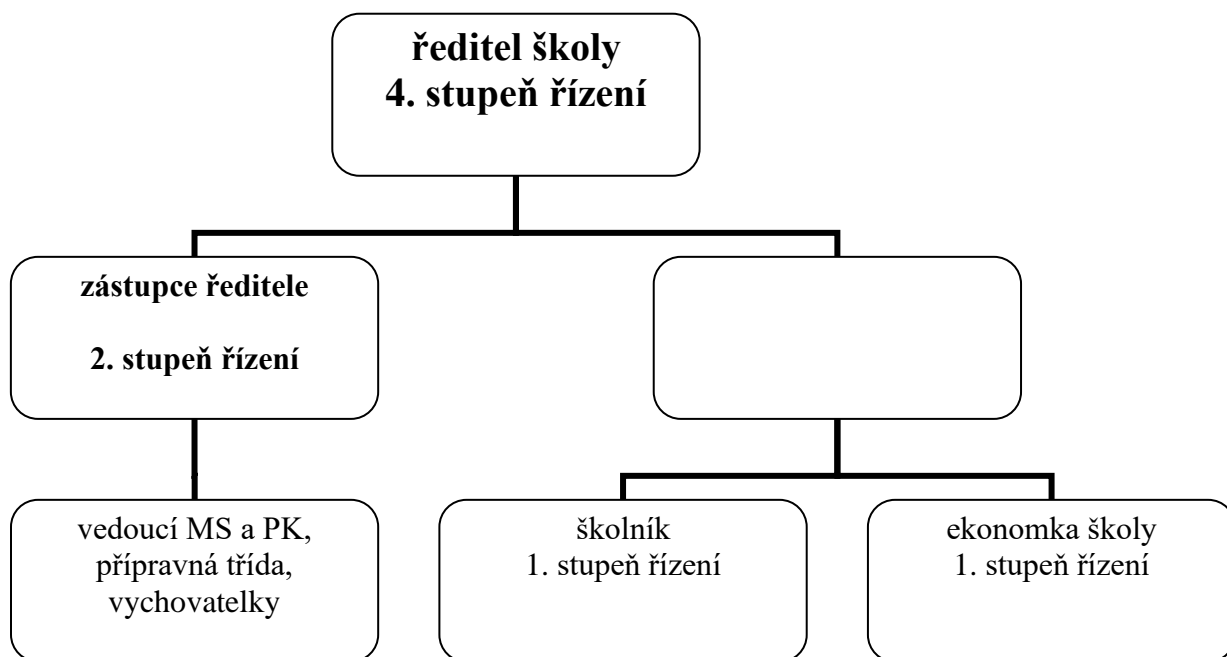 ředitel školy
4. stupeň řízení
zástupce ředitele
2. stupeň řízení
vedoucí MS a PK,
přípravná třída,
vychovatelky
školník
1. stupeň řízení
ekonomka školy
1. stupeň řízení